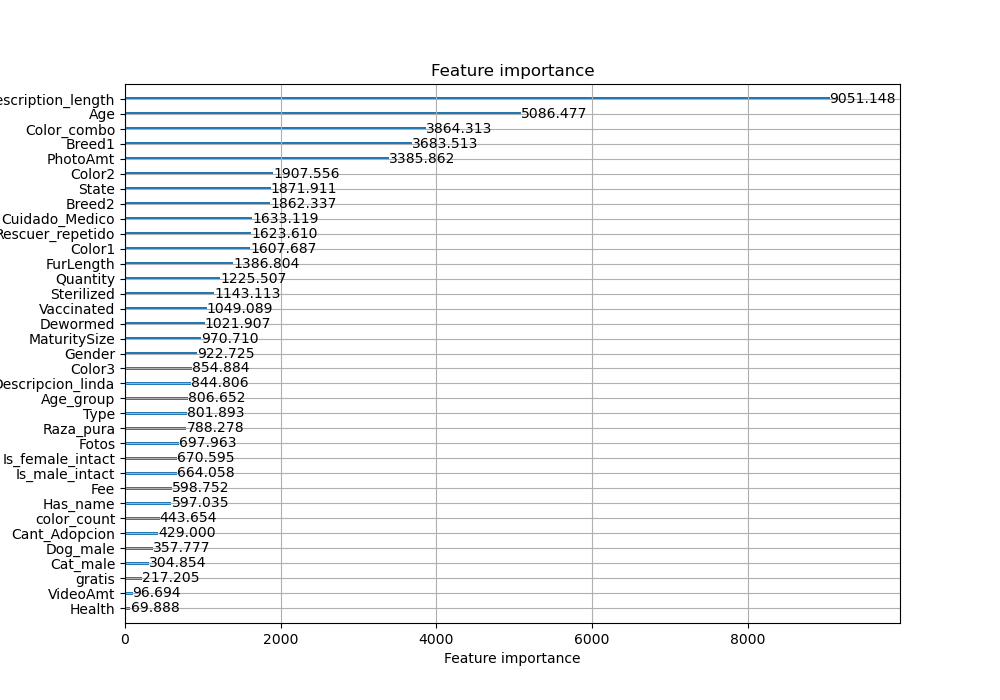 Feature importance
escription_length 9051.148
Age 5086.477
Color_combo 3864.313
Breed1 3683.513
PhotoAmt 3385.862
Color2 1907.556
State 1871.911
Breed2 1862.337
Cuidado_Medico 1633.119
Rescuer_repetido 1623.610
Color1 1607.687
FurLength 1386.804
Quantity 1225.507
Sterilized 1143.113
Vaccinated 1049.089
Dewormed 1021.907
MaturitySize 970.710
Gender 922.725
Color3 854.884
Descripcion_linda 844.806
Age_group 806.652
Type 801.893
Raza_pura 788.278
Fotos 697.963
Is_female_intact 670.595
Is_male_intact 664.058
Fee 598.752
Has_name 597.035
color_count 443.654
Cant_Adopcion 429.000
Dog_male 357.777
Cat_male 304.854
gratis 217.205
VideoAmt 96.694
Health 69.888
0 2000 4000 6000 8000
Feature importance